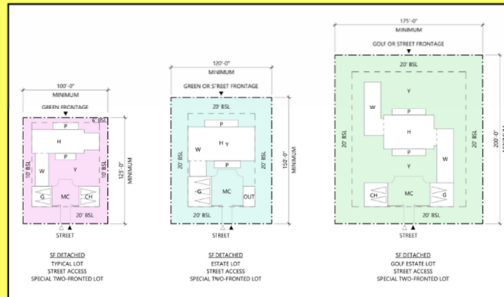 100'-0"
MINIMUM
GREEN FRONTAGE
6' BSL
P
H
P
10' BSL
10' BSL
W
Y
G
MC
CH
20' BSL
125'-0"
MINIMUM
STREET
SF DETACHED
TYPICAL LOT
STREET ACCESS
SPECIAL TWO-FRONTED LOT
120'-0"
MINIMUM
GREEN OR STREET FRONTAGE
20' BSL
P
H
Y
P
20' BSL
20' BSL
W
G
MC
OUT
20' BSL
150'-0"
MINIMUM
STREET
SF DETACHED
ESTATE LOT
STREET ACCESS
SPECIAL TWO-FRONTED LOT
175'-0"
MINIMUM
GOLF OR STREET FRONTAGE
20' BSL
Y
W
P
H
P
20' BSL
20' BSL
Y
W
CH
MC
G
20' BSL
200'-0"
MINIMUM
STREET
SF DETACHED
GOLF ESTATE LOT
STREET ACCESS
SPECIAL TWO-FRONTED LOT